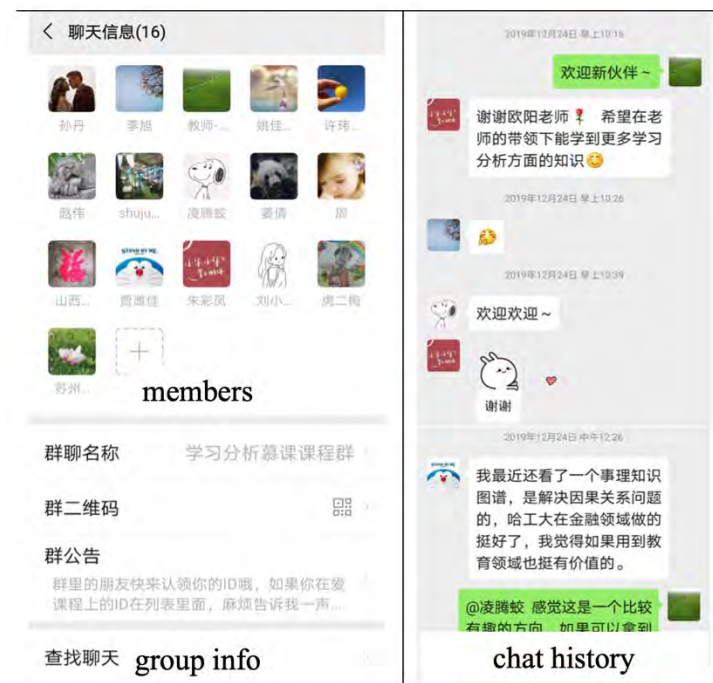 聊天信息(16)
孙丹
李旭
教师-...
姚佳...
许玮...
赵伟
shuju...
凌腾蛟
姜倩
周
山西...
贾维佳
朱彩凤
刘小...
虎二梅
苏州...
members
群聊名称
学习分析慕课课程群
群二维码
群公告
群里的朋友快来认领你的ID哦，如果你在爱
课程上的ID在列表里面，麻烦告诉我一声...
查找聊天
group info
2019年12月24日 早上10:16
欢迎新伙伴～
谢谢欧阳老师 希望在老
师的带领下能学到更多学习
分析方面的知识
2019年12月24日 早上10:26
2019年12月24日 早上10:39
欢迎欢迎～
谢谢
2019年12月24日 中午12:26
我最近还看了一个事理知识
图谱，是解决因果关系问题
的，哈工大在金融领域做的
挺好了，我觉得如果用到教
育领域也挺有价值的。
@凌腾蛟 感觉这是一个比较
有趣的方向 如果可以拿到
chat history